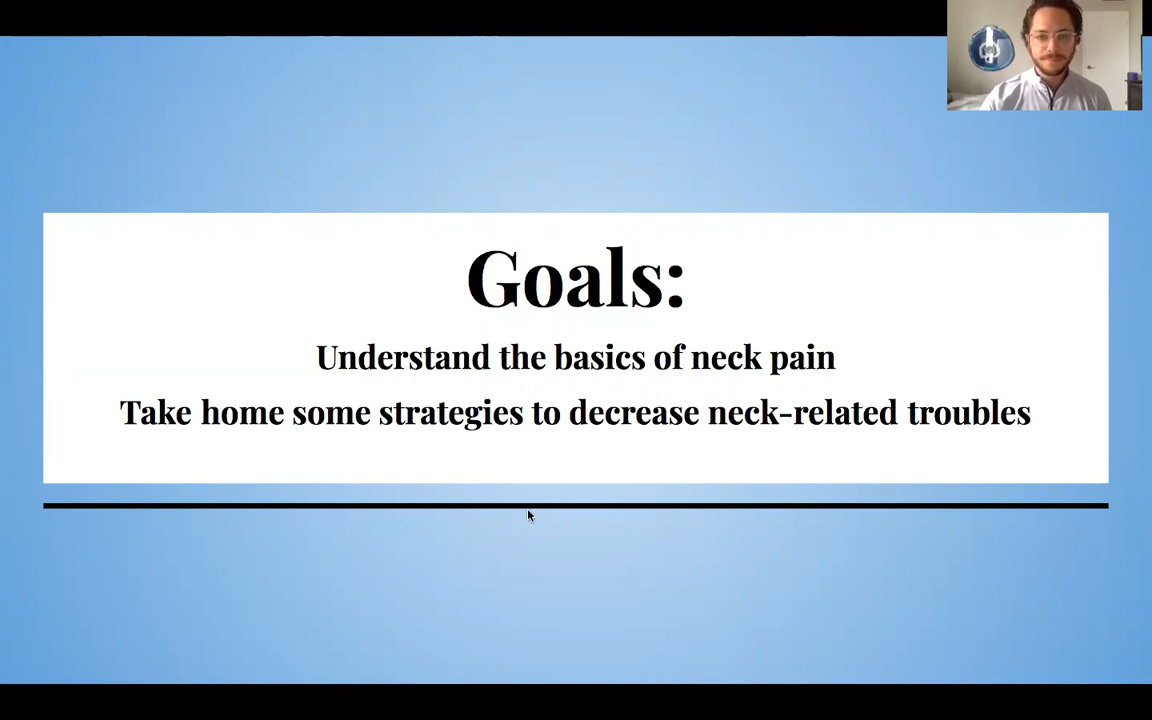 Goals:
Understand the basics of neck pain
Take home some strategies to decrease neck-related troubles